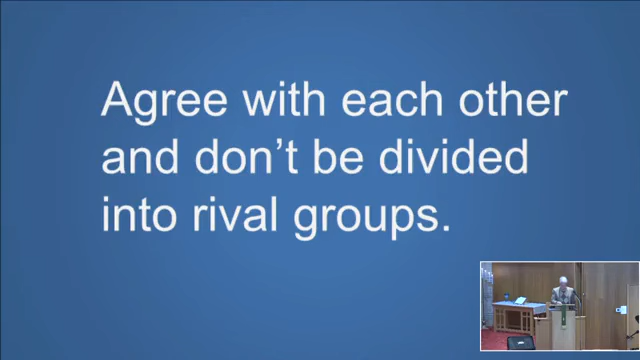 Agree with each other
and don't be divided
into rival groups.